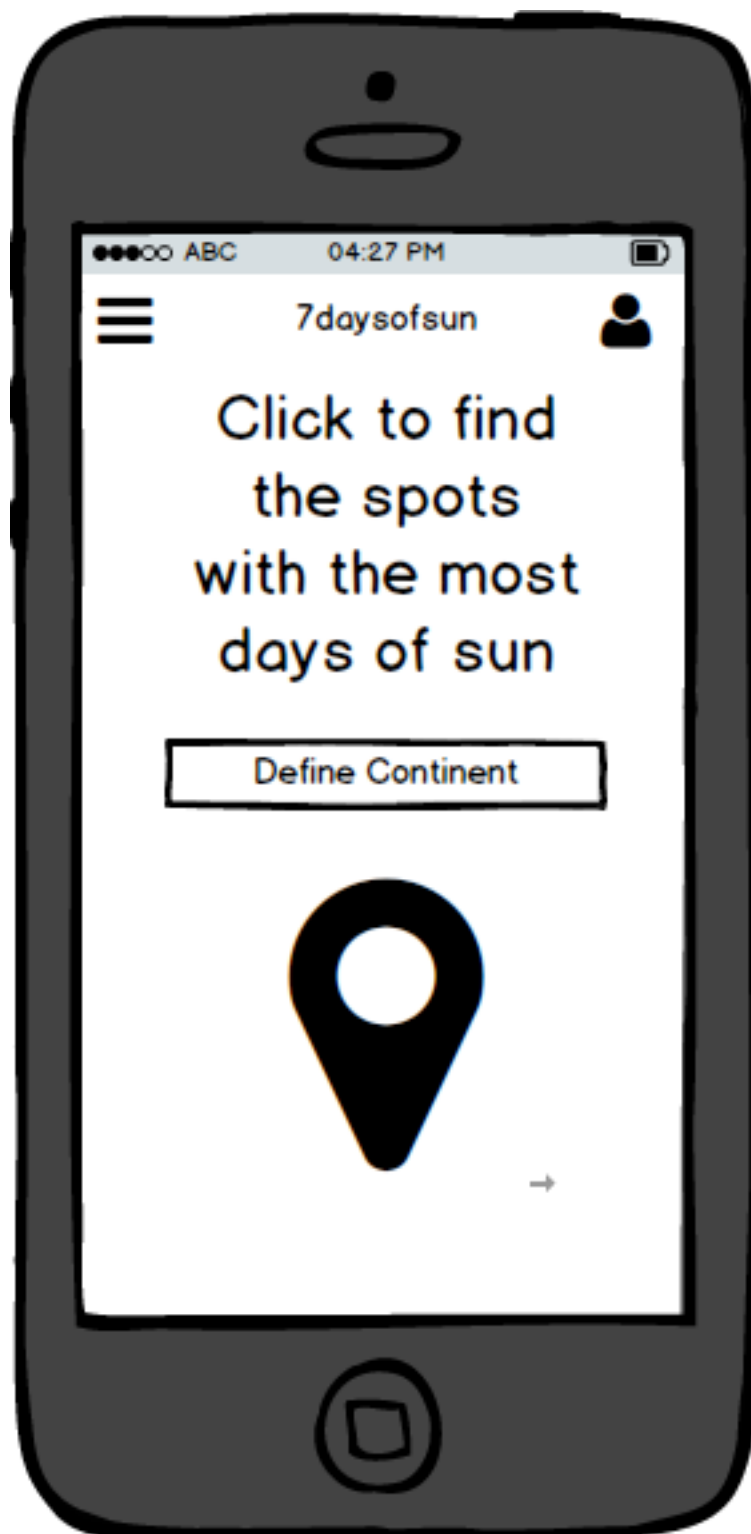 ABC 04:27 PM
7daysofsun
Click to find
the spots
with the most
days of sun
Define Continent